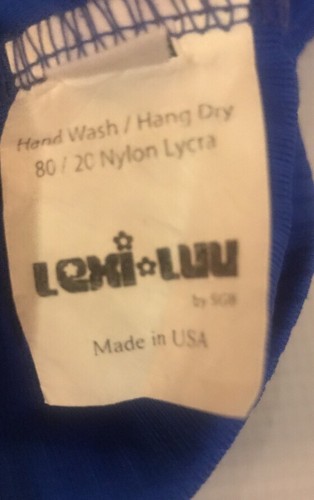 Hand Wash / Hang Dry
80 / 20 Nylon Lycra
Lexi Luu
by SGB
Made in USA